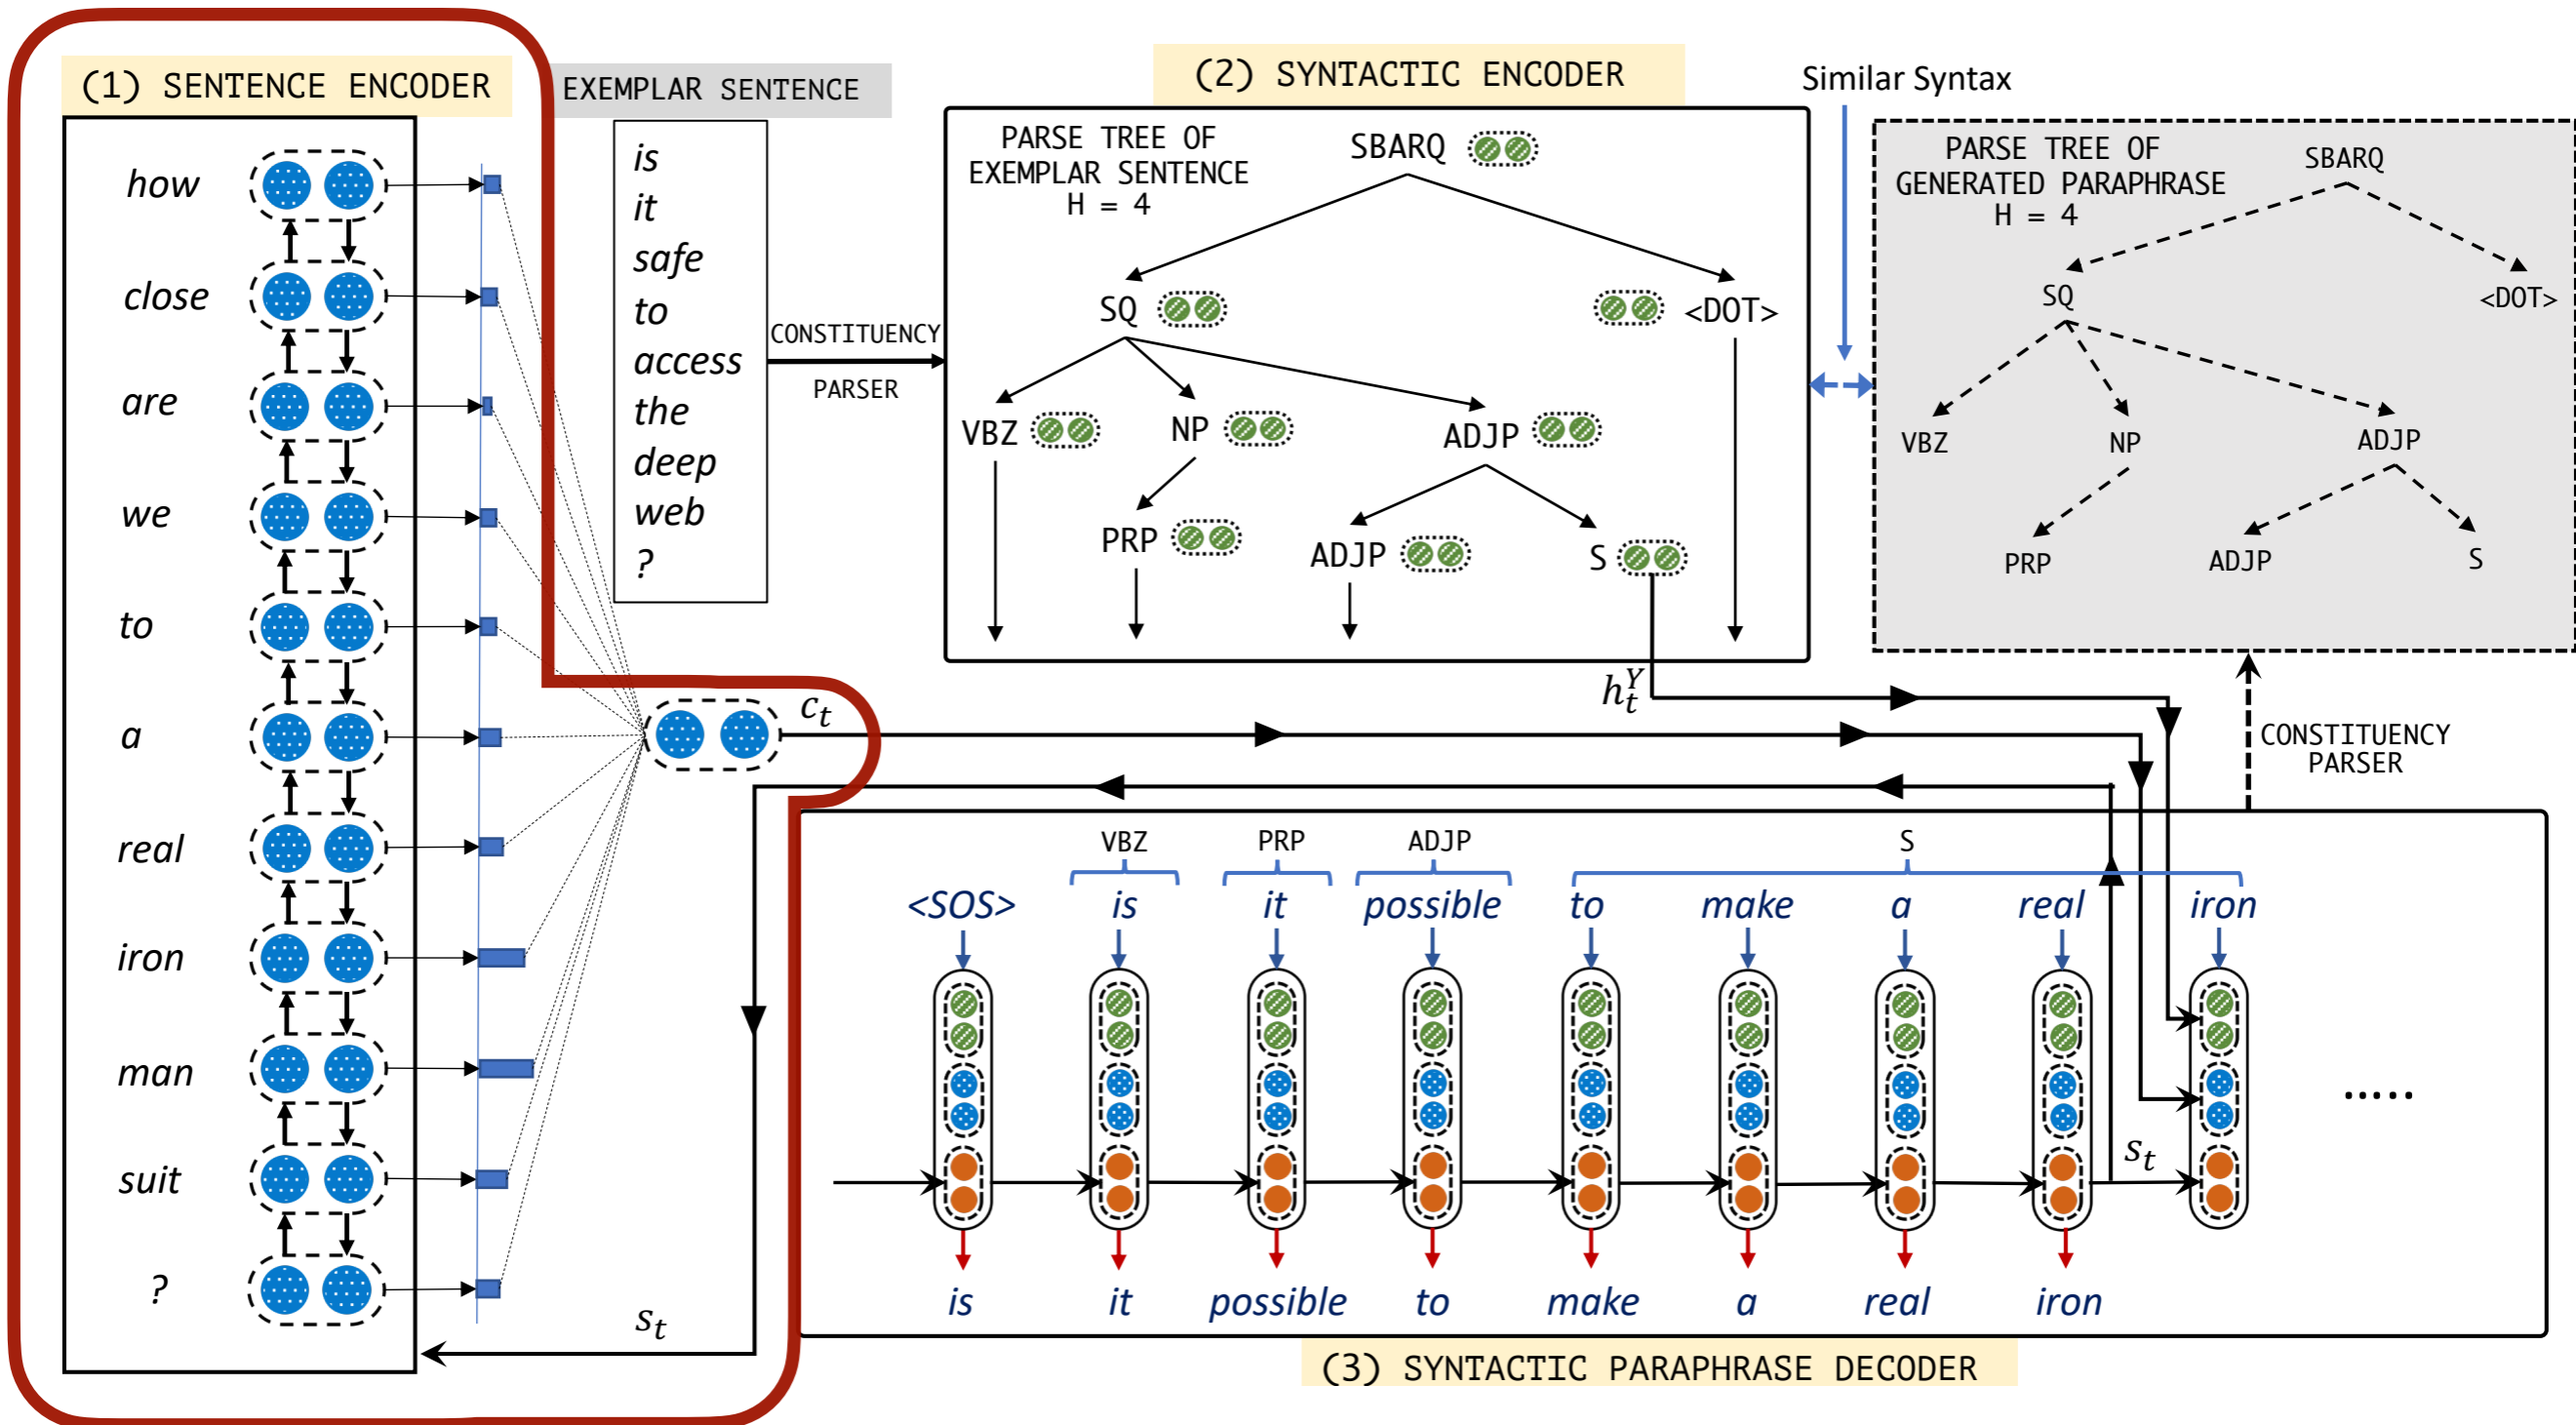 (1) SENTENCE ENCODER
how
close
are
we
to
a
real
iron
man
suit
?
EXEMPLAR SENTENCE
is
it
safe
to
access
the
deep
web
?
CONSTITUENCY
PARSER
(2) SYNTACTIC ENCODER
PARSE TREE OF
EXEMPLAR SENTENCE
H = 4
SBARQ
SQ
<DOT>
VBZ
NP
ADJP
PRP
ADJP
S
Similar Syntax
PARSE TREE OF
GENERATED PARAPHRASE
H = 4
SBARQ
SQ
<DOT>
VBZ
NP
ADJP
PRP
ADJP
S
h_t^Y
c_t
CONSTITUENCY
PARSER
VBZ PRP ADJP S
<SOS> is it possible to make a real iron
s_t
.....
is it possible to make a real iron
s_t
(3) SYNTACTIC PARAPHRASE DECODER